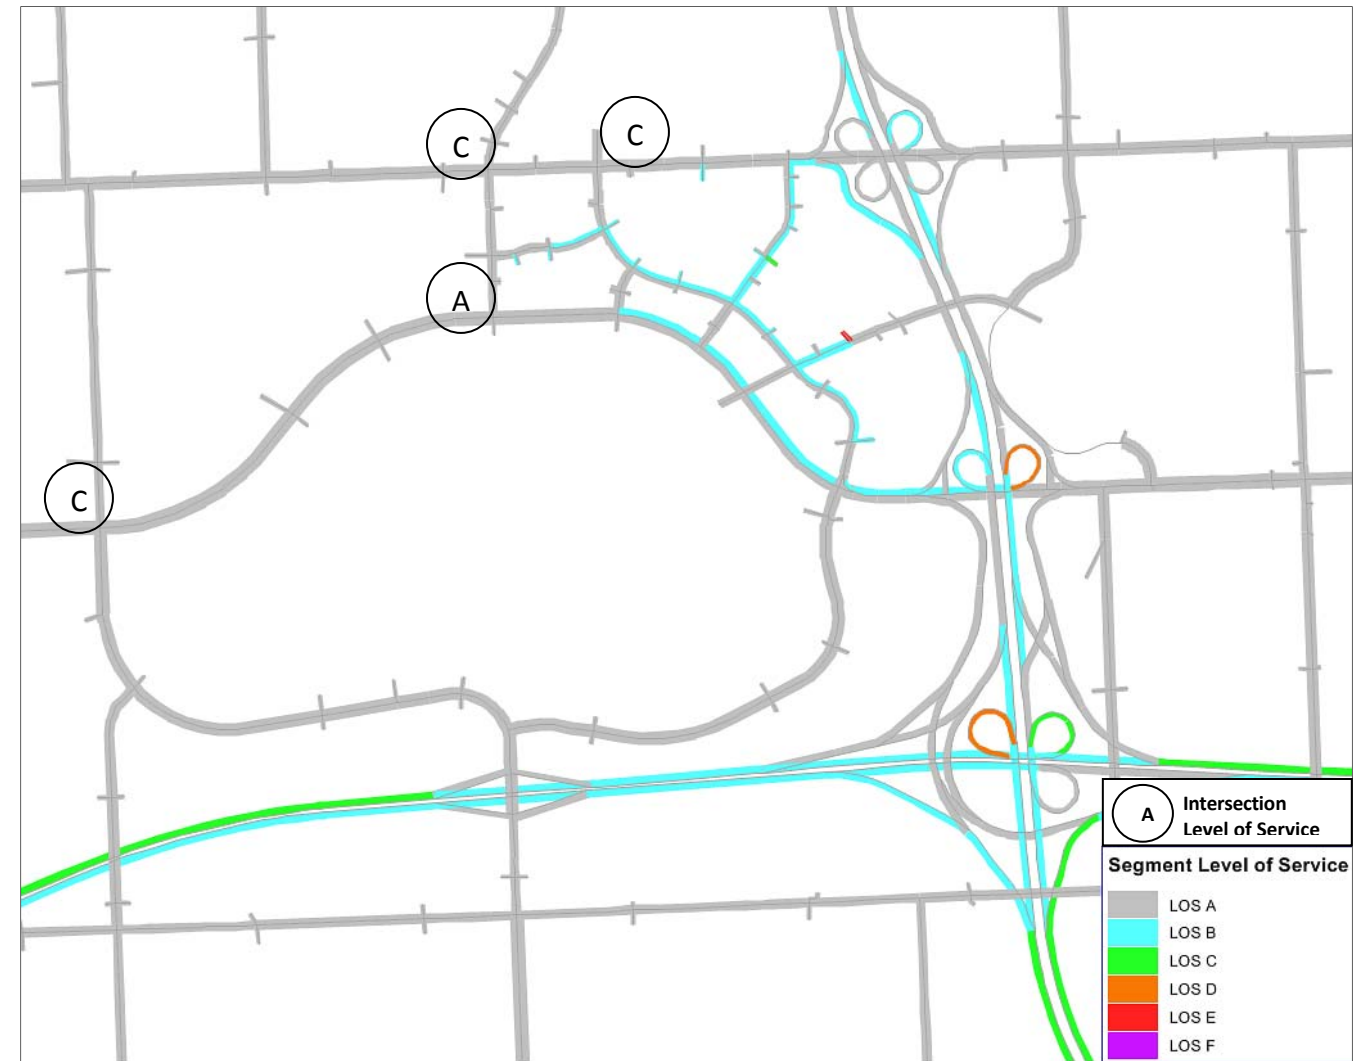 C
C
A
C
A
Intersection
Level of Service
Segment Level of Service
LOS A
LOS B
LOS C
LOS D
LOS E
LOS F